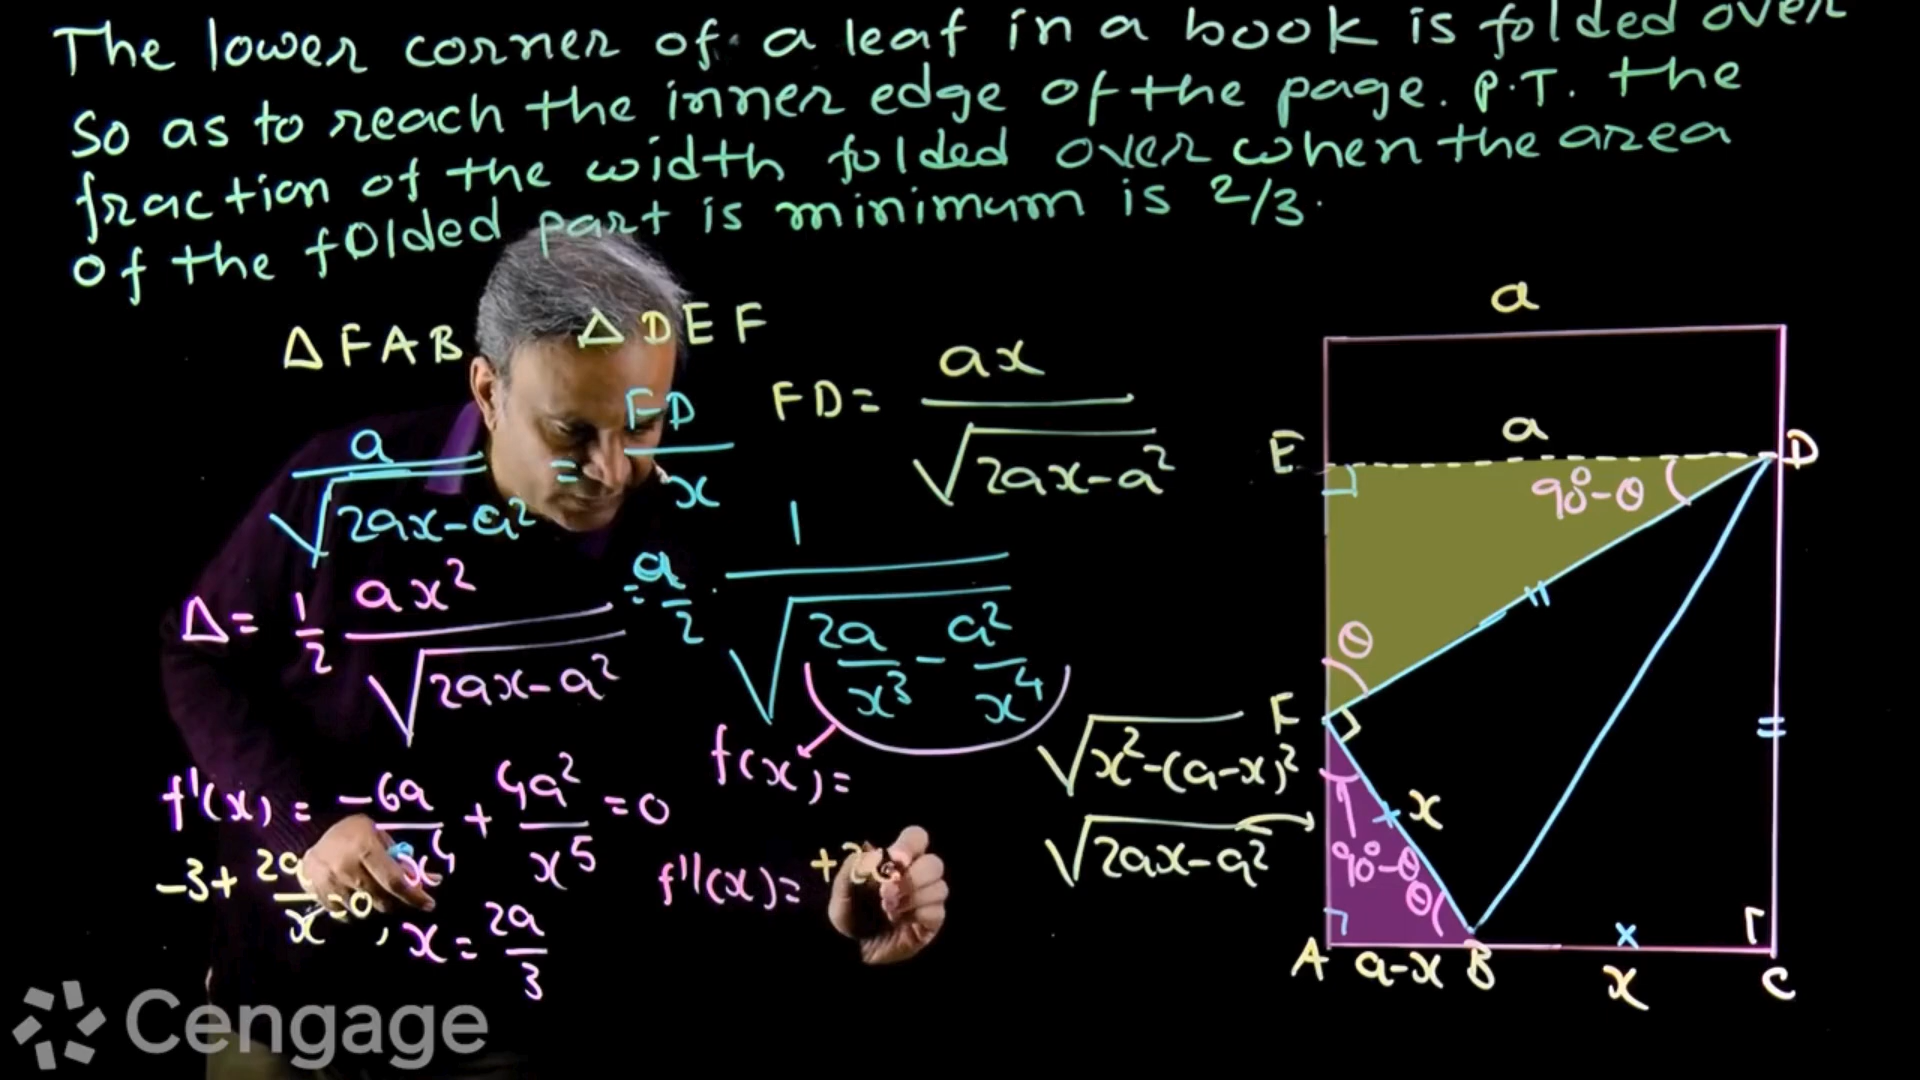 The lower corner of a leaf in a book is folded over
so as to reach the inner edge of the page. P.T. the
fraction of the width folded over when the area
of the folded part is minimum is 2/3.
a
Δ FAB
Δ DEF
FD = ax / √(2ax-a²)
a / √(2ax-a²) = FD / x
E
a
D
90°-θ
Δ = 1/2 ax² / √(2ax-a²) = a/2 . 1 / √(2a/x³ - a²/x⁴)
θ
F
f(x) =
√(x²-(a-x)²)
f'(x) = -6a/x⁴ + 4a²/x⁵ = 0
x
√(2ax-a²)
90°-θ
θ
-3+ 2a/x =0, x = 2a/3
f''(x) = +2
A
a-x
B
x
C
Cengage